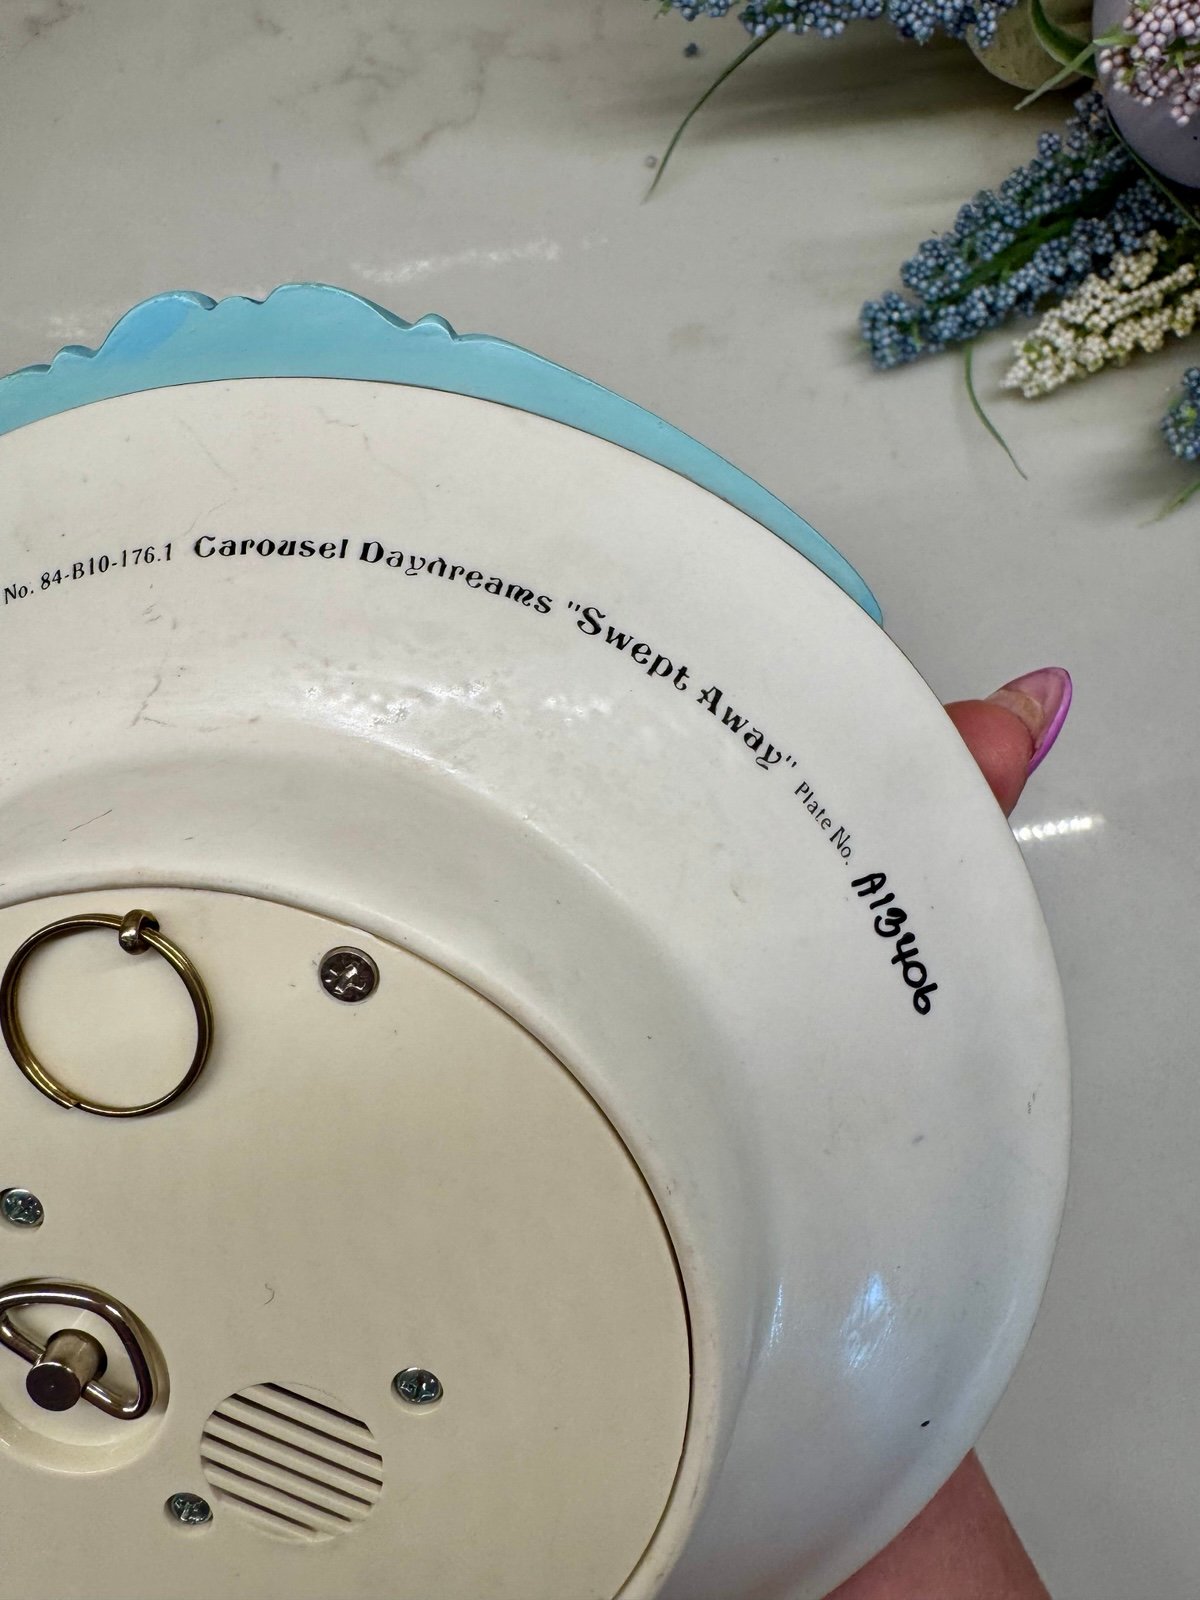 No. 84-B10-176.1 Carousel Daydreams "Swept Away" Plate No. A13406